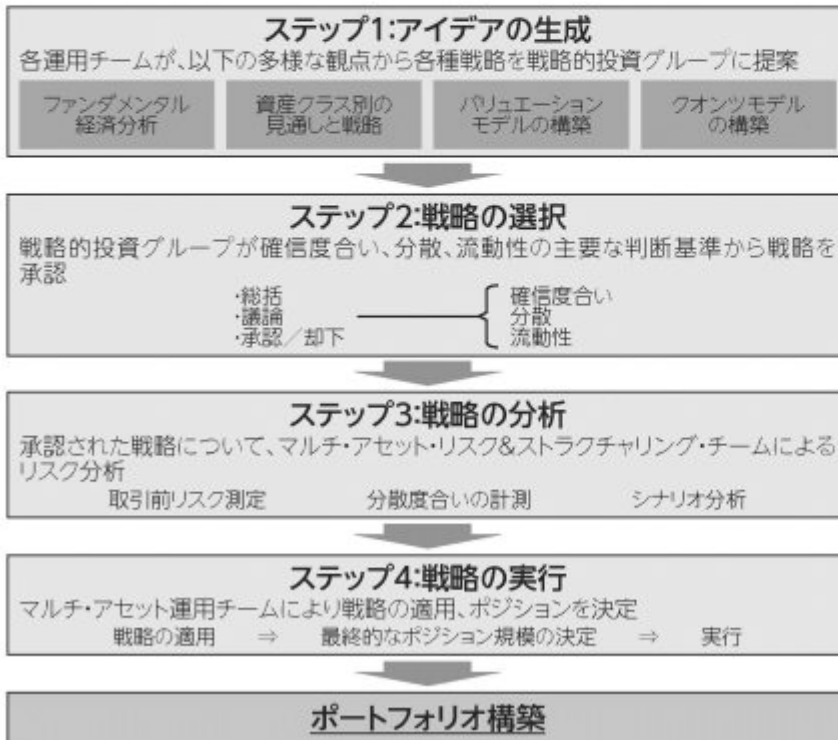 ステップ1:アイデアの生成
各運用チームが、以下の多様な観点から各種戦略を戦略的投資グループに提案
ファンダメンタル
経済分析
資産クラス別の
見通しと戦略
バリュエーション
モデルの構築
クオンツモデル
の構築
ステップ2:戦略の選択
戦略的投資グループが確信度合い、分散、流動性の主要な判断基準から戦略を
承認
・総括
・議論
・承認／却下
確信度合い
分散
流動性
ステップ3:戦略の分析
承認された戦略について、マルチ・アセット・リスク&ストラクチャリング・チームによる
リスク分析
取引前リスク測定 分散度合いの計測 シナリオ分析
ステップ4:戦略の実行
マルチ・アセット運用チームにより戦略の適用、ポジションを決定
戦略の適用 ⇒ 最終的なポジション規模の決定 ⇒ 実行
ポートフォリオ構築